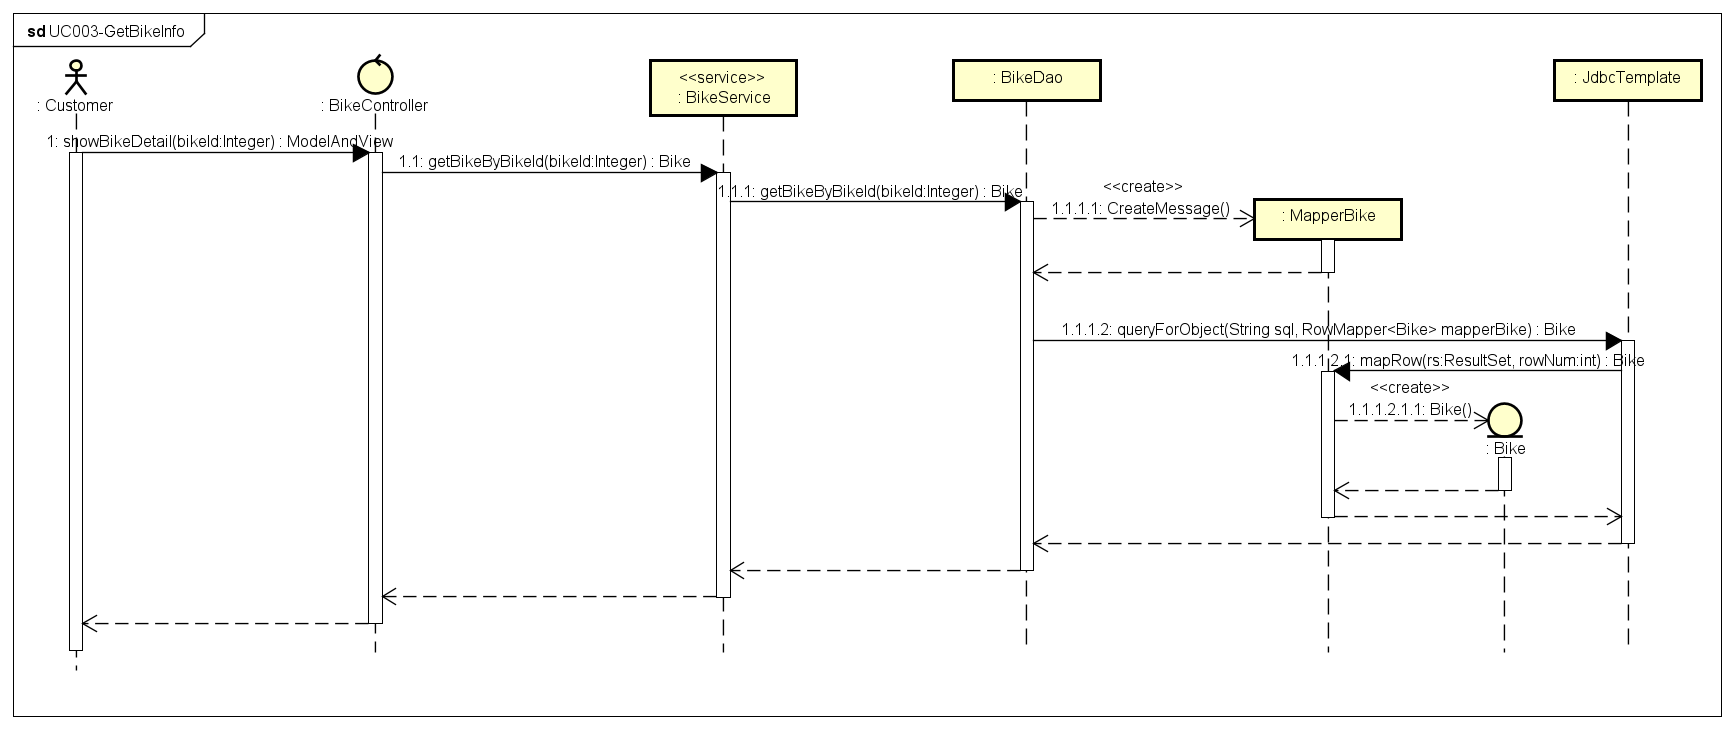 sd UC003-GetBikeInfo
: Customer
: BikeController
<<service>>
: BikeService
: BikeDao
: JdbcTemplate
1: showBikeDetail(bikeId:Integer) : ModelAndView
1.1: getBikeByBikeId(bikeId:Integer) : Bike
1.1.1: getBikeByBikeId(bikeId:Integer) : Bike
<<create>>
1.1.1.1: CreateMessage()
: MapperBike
1.1.1.2: queryForObject(String sql, RowMapper<Bike> mapperBike) : Bike
1.1.1.2.1: mapRow(rs:ResultSet, rowNum:int) : Bike
<<create>>
1.1.1.2.1.1: Bike()
: Bike